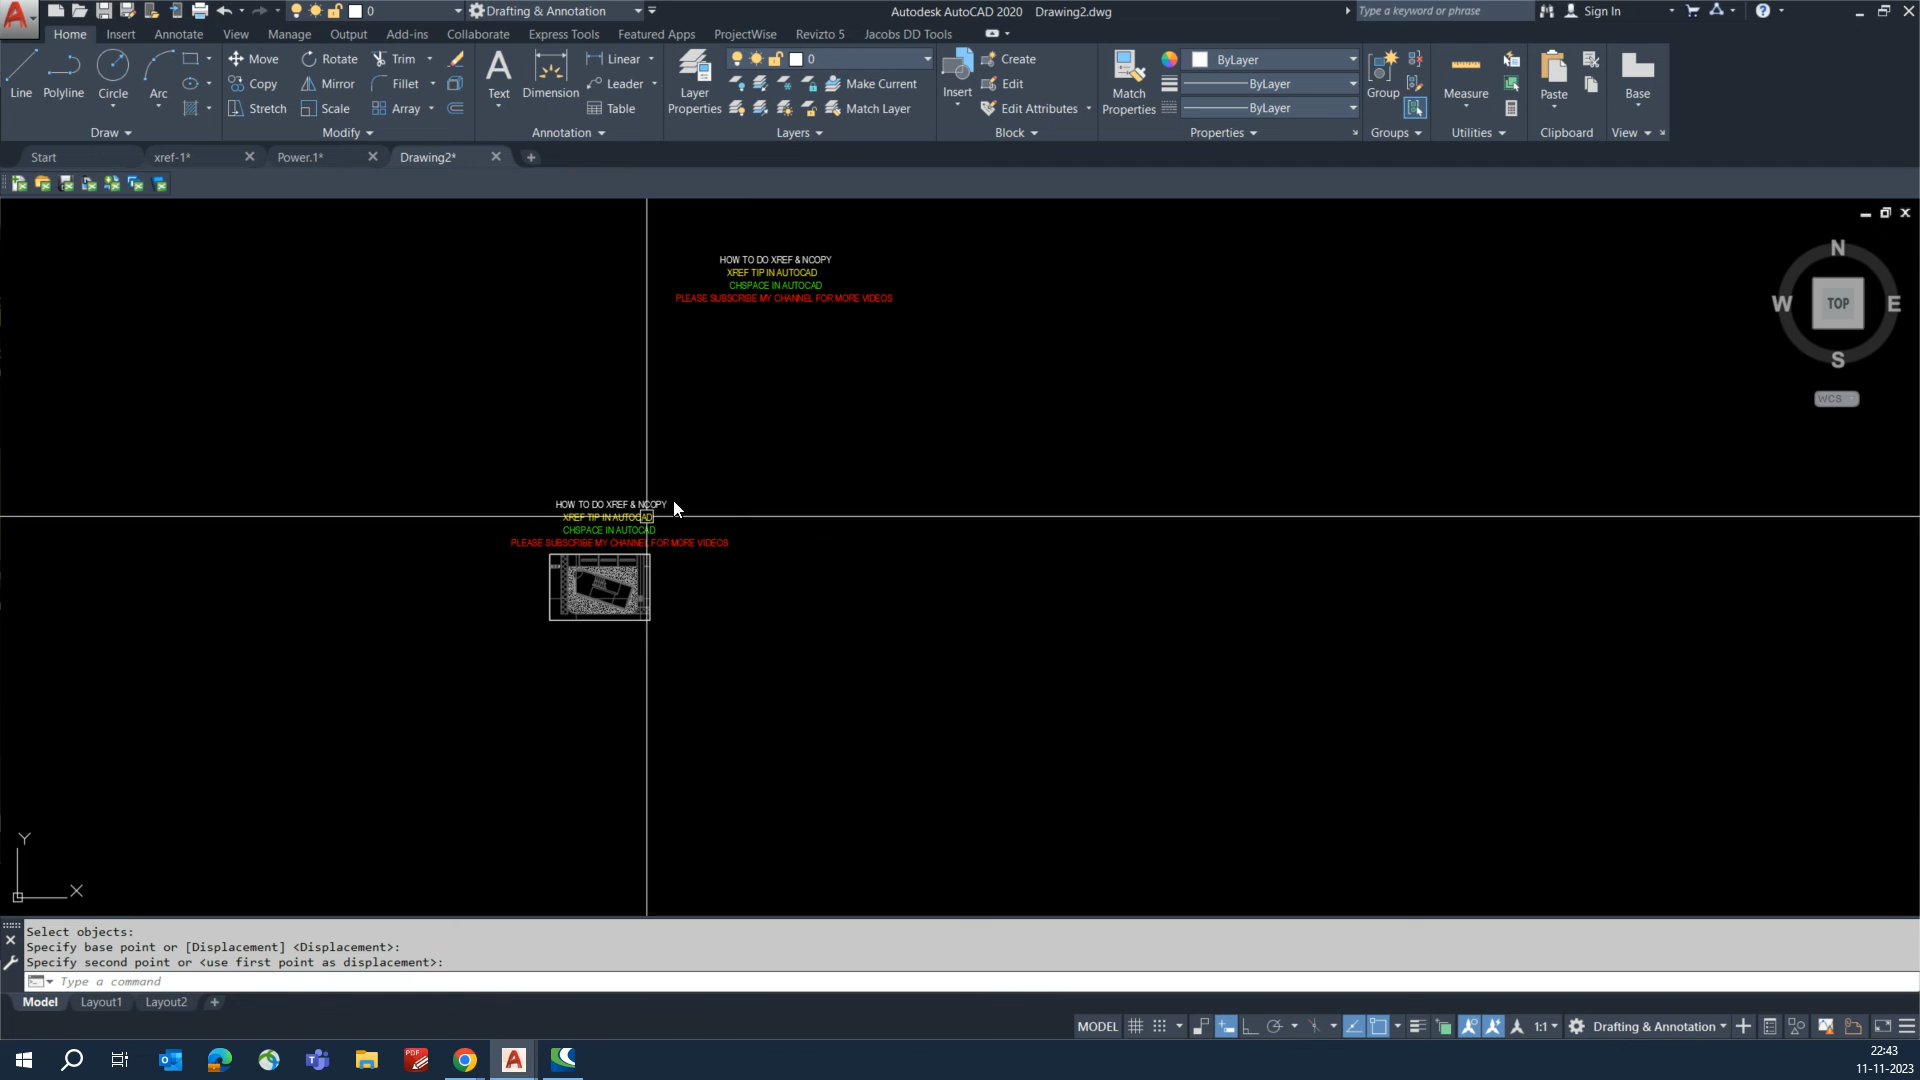 0
Drafting & Annotation
Autodesk AutoCAD 2020 Drawing2.dwg
Type a keyword or phrase
Sign In
Home Insert Annotate View Manage Output Add-ins Collaborate Express Tools Featured Apps ProjectWise Revizto 5 Jacobs DD Tools
Line Polyline Circle Arc
Move Rotate Trim
Copy Mirror Fillet
Stretch Scale Array
Text Dimension
Linear
Leader
Table
Layer Properties
0
Make Current
Match Layer
Insert
Create
Edit
Edit Attributes
Match Properties
ByLayer
ByLayer
ByLayer
Group
Measure
Paste
Base
Draw Modify Annotation Layers Block Properties Groups Utilities Clipboard View
Start xref-1* Power.1* Drawing2*
HOW TO DO XREF & NCOPY
XREF TIP IN AUTOCAD
CHSPACE IN AUTOCAD
PLEASE SUBSCRIBE MY CHANNEL FOR MORE VIDEOS
N
W TOP E
S
WCS
HOW TO DO XREF & NCOPY
XREF TIP IN AUTOCAD
CHSPACE IN AUTOCAD
PLEASE SUBSCRIBE MY CHANNEL FOR MORE VIDEOS
Y
X
Select objects:
Specify base point or [Displacement] <Displacement>:
Specify second point or <use first point as displacement>:
Type a command
Model Layout1 Layout2
MODEL 1:1 Drafting & Annotation
PDF
22:43
11-11-2023